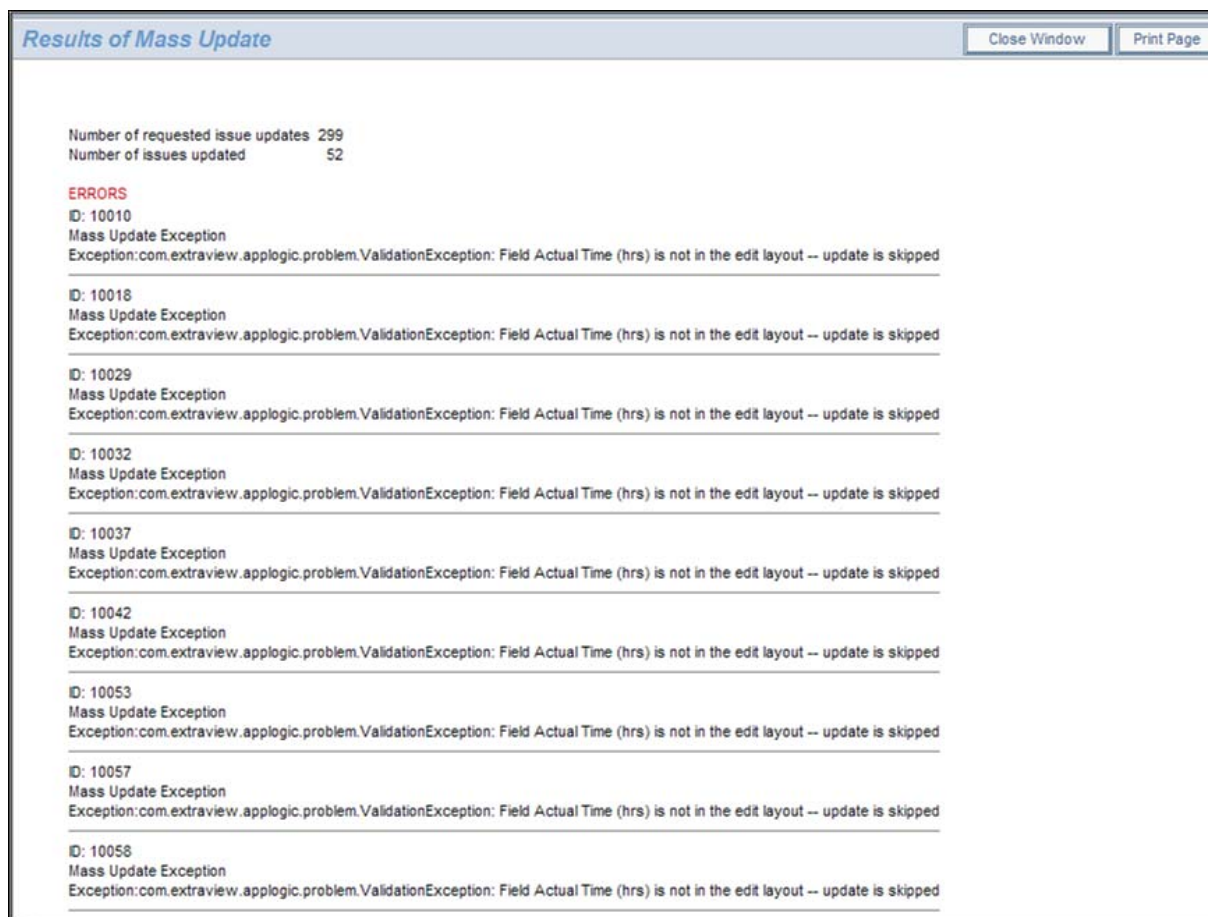 Results of Mass Update
Close Window
Print Page
Number of requested issue updates 299
Number of issues updated 52
ERRORS
ID: 10010
Mass Update Exception
Exception:com.extraview.applogic.problem.ValidationException: Field Actual Time (hrs) is not in the edit layout -- update is skipped
ID: 10018
Mass Update Exception
Exception:com.extraview.applogic.problem.ValidationException: Field Actual Time (hrs) is not in the edit layout -- update is skipped
ID: 10029
Mass Update Exception
Exception:com.extraview.applogic.problem.ValidationException: Field Actual Time (hrs) is not in the edit layout -- update is skipped
ID: 10032
Mass Update Exception
Exception:com.extraview.applogic.problem.ValidationException: Field Actual Time (hrs) is not in the edit layout -- update is skipped
ID: 10037
Mass Update Exception
Exception:com.extraview.applogic.problem.ValidationException: Field Actual Time (hrs) is not in the edit layout -- update is skipped
ID: 10042
Mass Update Exception
Exception:com.extraview.applogic.problem.ValidationException: Field Actual Time (hrs) is not in the edit layout -- update is skipped
ID: 10053
Mass Update Exception
Exception:com.extraview.applogic.problem.ValidationException: Field Actual Time (hrs) is not in the edit layout -- update is skipped
ID: 10057
Mass Update Exception
Exception:com.extraview.applogic.problem.ValidationException: Field Actual Time (hrs) is not in the edit layout -- update is skipped
ID: 10058
Mass Update Exception
Exception:com.extraview.applogic.problem.ValidationException: Field Actual Time (hrs) is not in the edit layout -- update is skipped